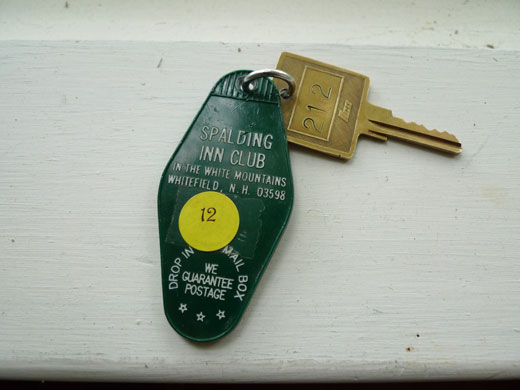 SPALDING
INN CLUB
IN THE WHITE MOUNTAINS
WHITEFIELD, N. H. 03598
12
DROP IN MAIL BOX
WE
GUARANTEE
POSTAGE
212